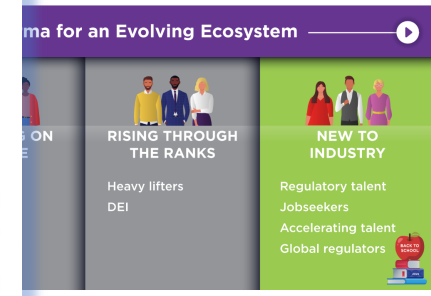 ma for an Evolving Ecosystem
G ON
E
RISING THROUGH
THE RANKS
Heavy lifters
DEI
NEW TO
INDUSTRY
Regulatory talent
Jobseekers
Accelerating talent
Global regulators
BACK TO
SCHOOL